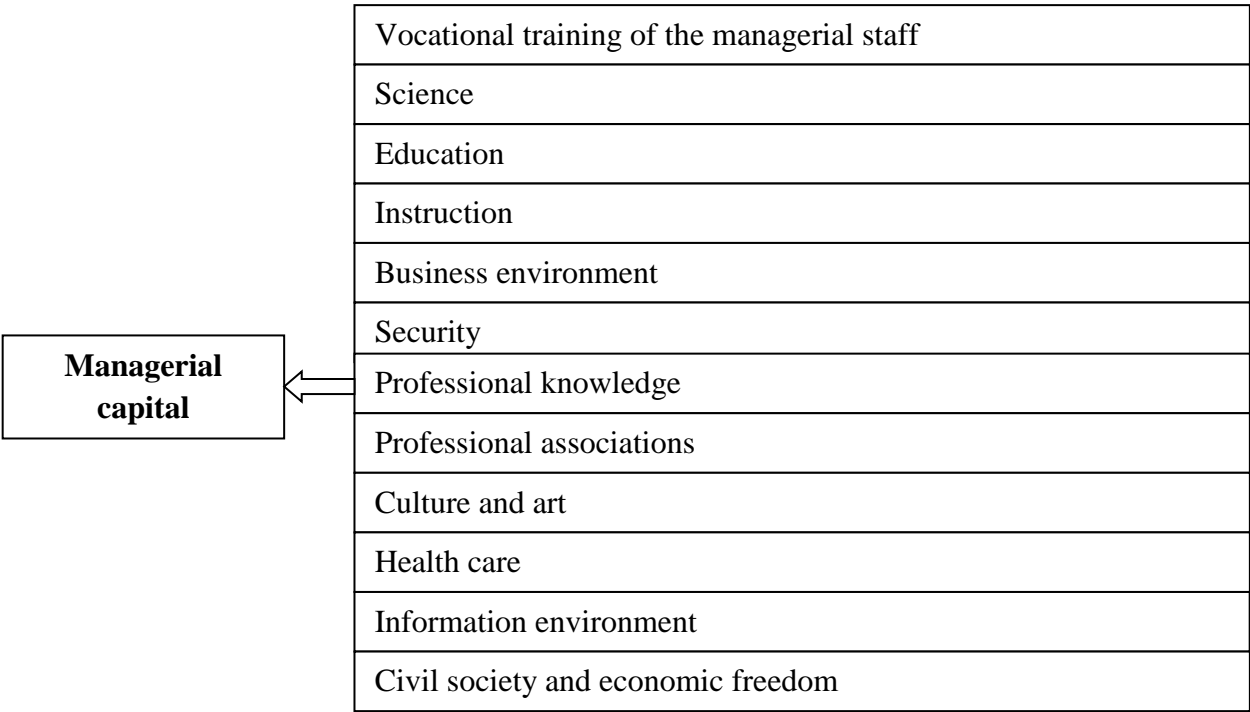 Vocational training of the managerial staff
Science
Education
Instruction
Business environment
Security
Managerial
capital
Professional knowledge
Professional associations
Culture and art
Health care
Information environment
Civil society and economic freedom